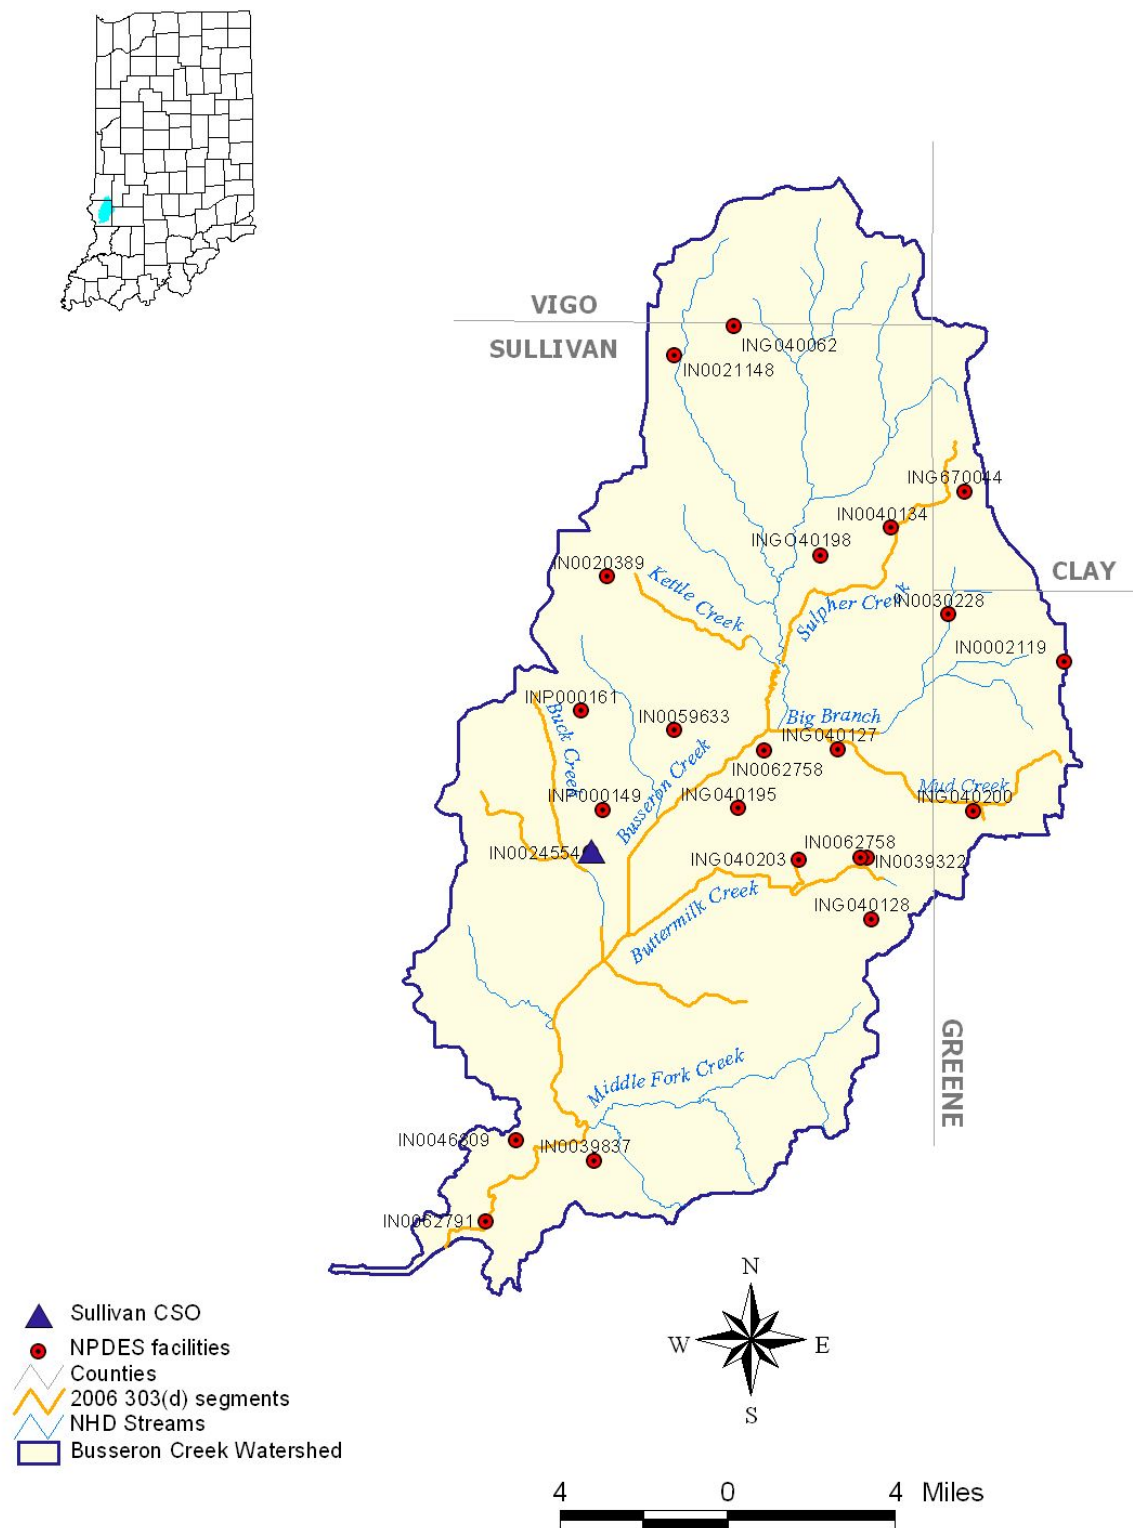 VIGO
SULLIVAN
ING040062
IN0021148
ING670044
IN0040134
INGO40198
IN0020389
CLAY
Kettle Creek
Sulpher Creek
IN0030228
IN0002119
INP000161
Buck Creek
IN0059633
Big Branch
ING040127
IN0062758
Busseron Creek
Mud Creek
ING040200
INP000149
ING040195
IN0024554
IN0062758
ING040203
IN0039322
Buttermilk Creek
ING040128
GREENE
Middle Fork Creek
IN0046809
IN0039837
IN0062791
N
W E
S
Sullivan CSO
NPDES facilities
Counties
2006 303(d) segments
NHD Streams
Busseron Creek Watershed
4 0 4 Miles